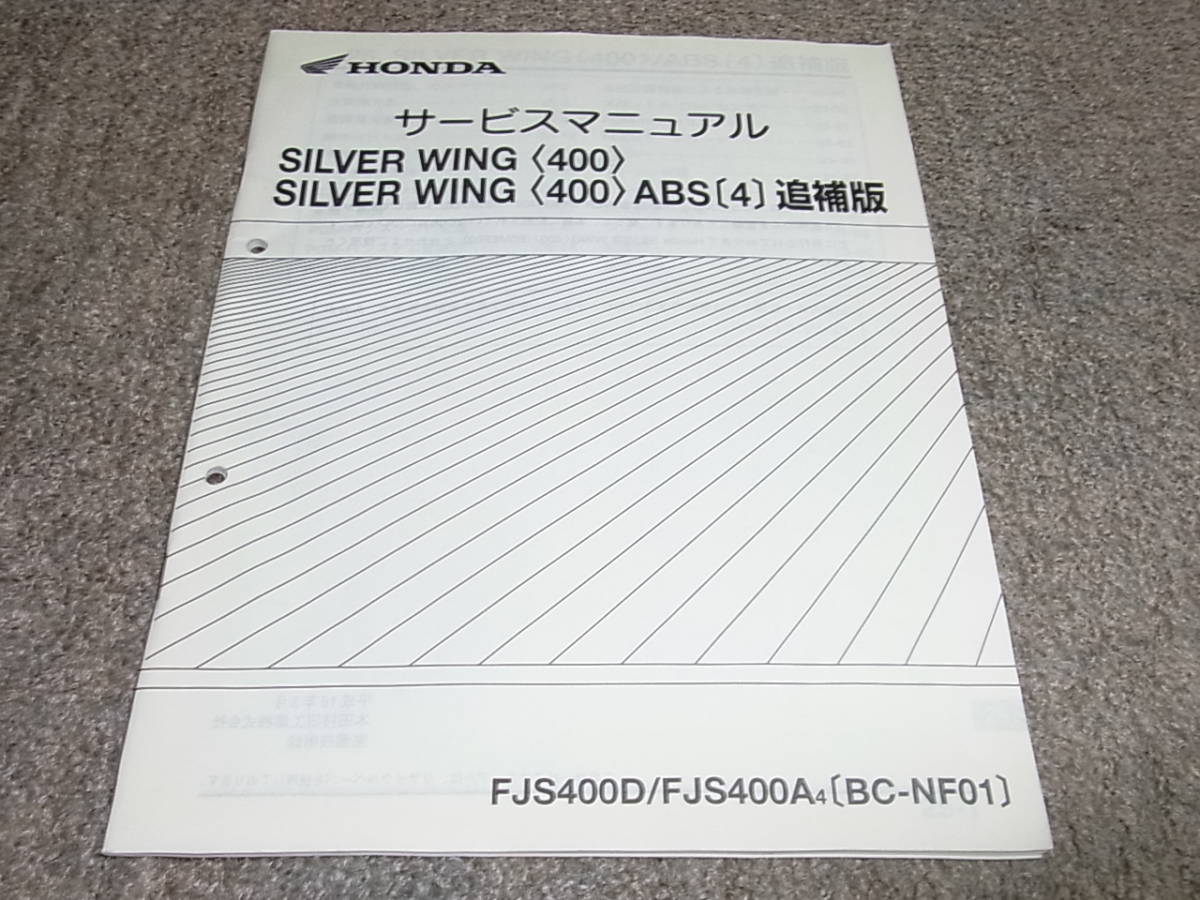 HONDA
サービスマニュアル
SILVER WING〈400〉
SILVER WING〈400〉ABS〔4〕追補版
FJS400D/FJS400A4〔BC-NF01〕